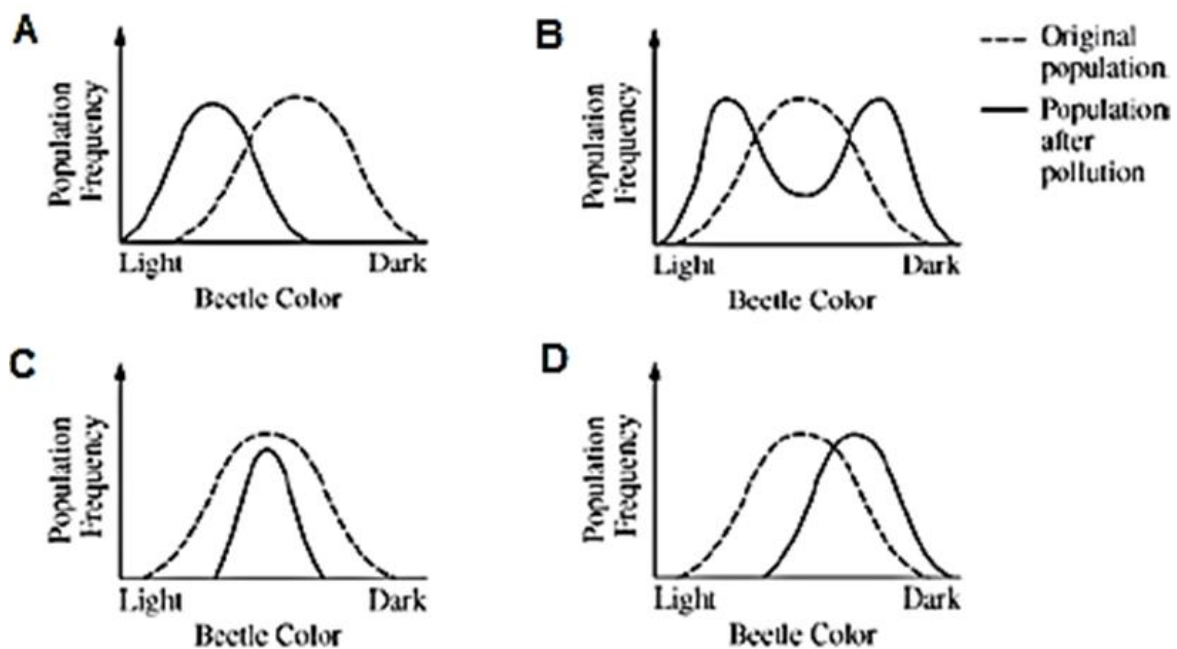 A
Population
Frequency
Light
Dark
Beetle Color
B
Population
Frequency
Light
Dark
Beetle Color
Original
population
Population
after
pollution
C
Population
Frequency
Light
Dark
Beetle Color
D
Population
Frequency
Light
Dark
Beetle Color